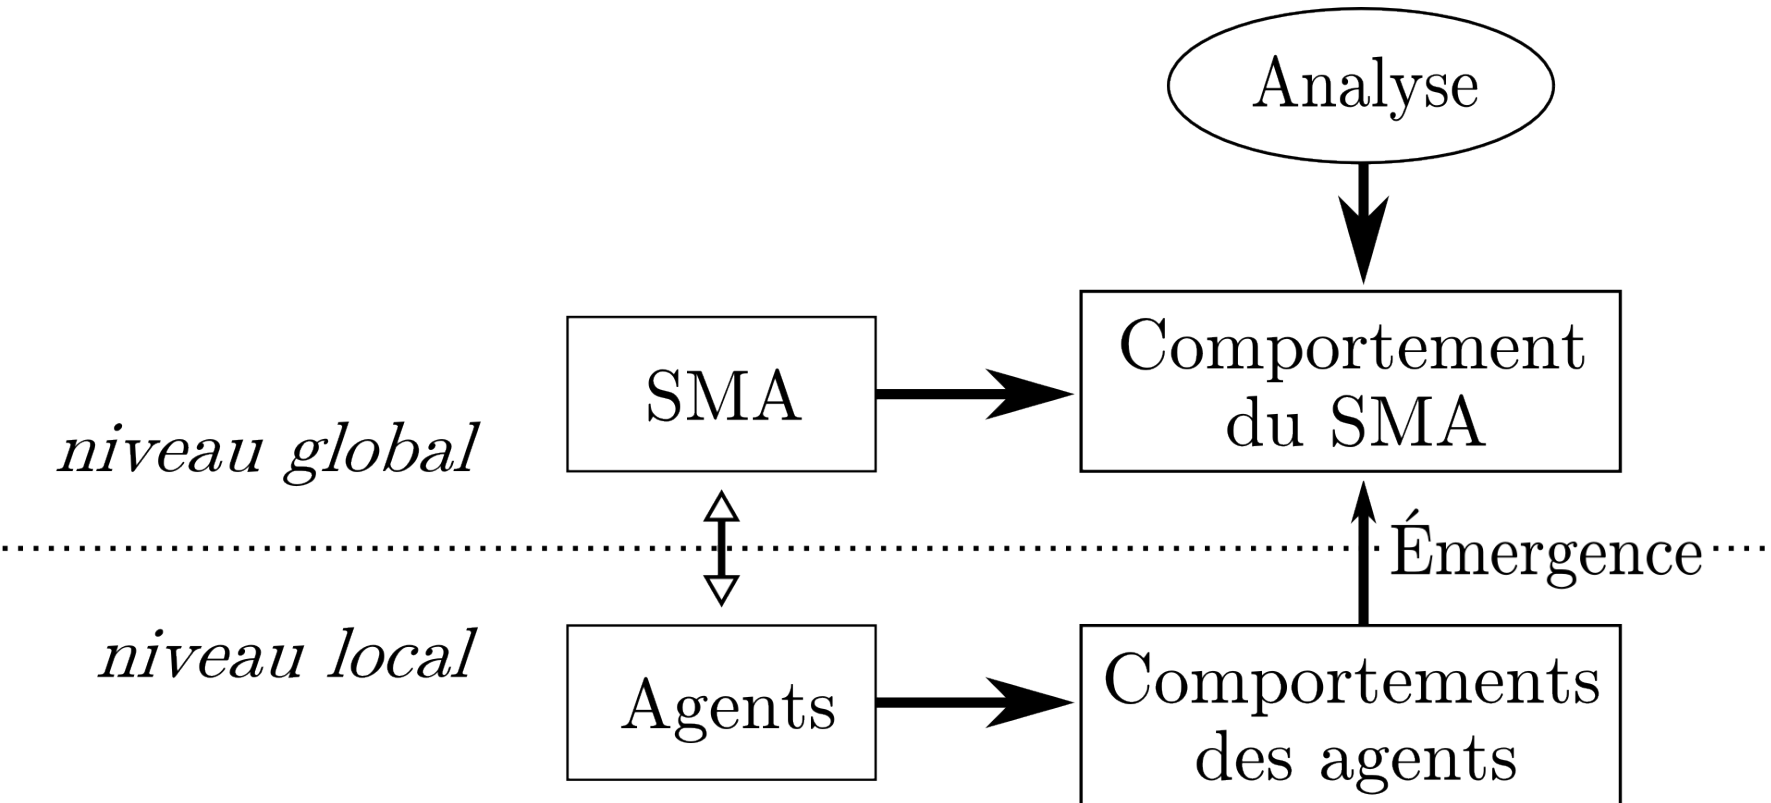 Analyse
Comportement
du SMA
SMA
niveau global
Émergence
niveau local
Agents
Comportements
des agents